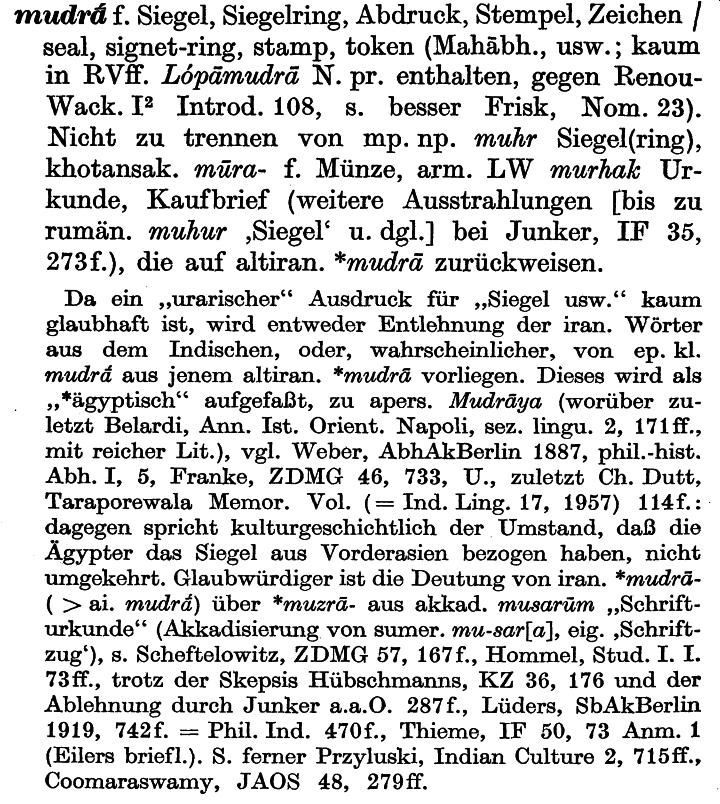 mudrā́ f. Siegel, Siegelring, Abdruck, Stempel, Zeichen /
seal, signet-ring, stamp, token (Mahābh., usw.; kaum
in RVff. Lópāmudrā N. pr. enthalten, gegen Renou-
Wack. I² Introd. 108, s. besser Frisk, Nom. 23).
Nicht zu trennen von mp. np. muhr Siegel(ring),
khotansak. mūra- f. Münze, arm. LW murhak Ur-
kunde, Kaufbrief (weitere Ausstrahlungen [bis zu
rumän. muhur ‚Siegel‘ u. dgl.] bei Junker, IF 35,
273f.), die auf altiran. *mudrā zurückweisen.
Da ein „urarischer“ Ausdruck für „Siegel usw.“ kaum
glaubhaft ist, wird entweder Entlehnung der iran. Wörter
aus dem Indischen, oder, wahrscheinlicher, von ep. kl.
mudrā́ aus jenem altiran. *mudrā vorliegen. Dieses wird als
„*ägyptisch“ aufgefaßt, zu apers. Mudrāya (worüber zu-
letzt Belardi, Ann. Ist. Orient. Napoli, sez. lingu. 2, 171ff.,
mit reicher Lit.), vgl. Weber, AbhAkBerlin 1887, phil.-hist.
Abh. I, 5, Franke, ZDMG 46, 733, U., zuletzt Ch. Dutt,
Taraporewala Memor. Vol. (= Ind. Ling. 17, 1957) 114f.:
dagegen spricht kulturgeschichtlich der Umstand, daß die
Ägypter das Siegel aus Vorderasien bezogen haben, nicht
umgekehrt. Glaubwürdiger ist die Deutung von iran. *mudrā-
( > ai. mudrā́) über *muzrā- aus akkad. musarūm „Schrift-
urkunde“ (Akkadisierung von sumer. mu-sar[a], eig. ‚Schrift-
zug‘), s. Scheftelowitz, ZDMG 57, 167f., Hommel, Stud. I. I.
73ff., trotz der Skepsis Hübschmanns, KZ 36, 176 und der
Ablehnung durch Junker a.a.O. 287f., Lüders, SbAkBerlin
1919, 742f. = Phil. Ind. 470f., Thieme, IF 50, 73 Anm. 1
(Eilers briefl.). S. ferner Przyluski, Indian Culture 2, 715ff.,
Coomaraswamy, JAOS 48, 279ff.